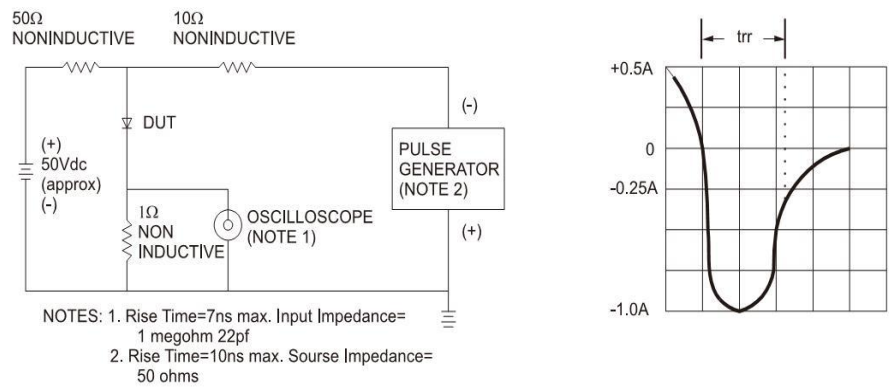 50Ω
NONINDUCTIVE
10Ω
NONINDUCTIVE
DUT
(+)
50Vdc
(approx)
(-)
1Ω
NON
INDUCTIVE
OSCILLOSCOPE
(NOTE 1)
(-)
PULSE
GENERATOR
(NOTE 2)
(+)
NOTES: 1. Rise Time=7ns max. Input Impedance=
1 megohm 22pf
2. Rise Time=10ns max. Sourse Impedance=
50 ohms
trr
+0.5A
0
-0.25A
-1.0A